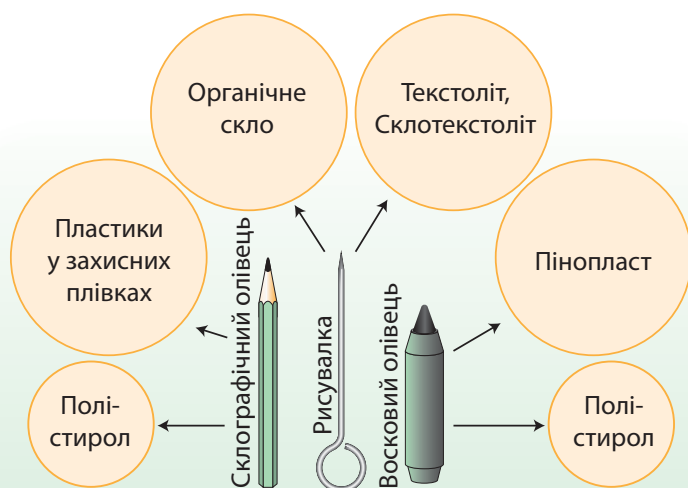 Органічне
скло
Текстоліт,
Склотекстоліт
Пластики
у захисних
плівках
Пінопласт
Полі-
стирол
Склографічний олівець
Рисувалка
Восковий олівець
Полі-
стирол